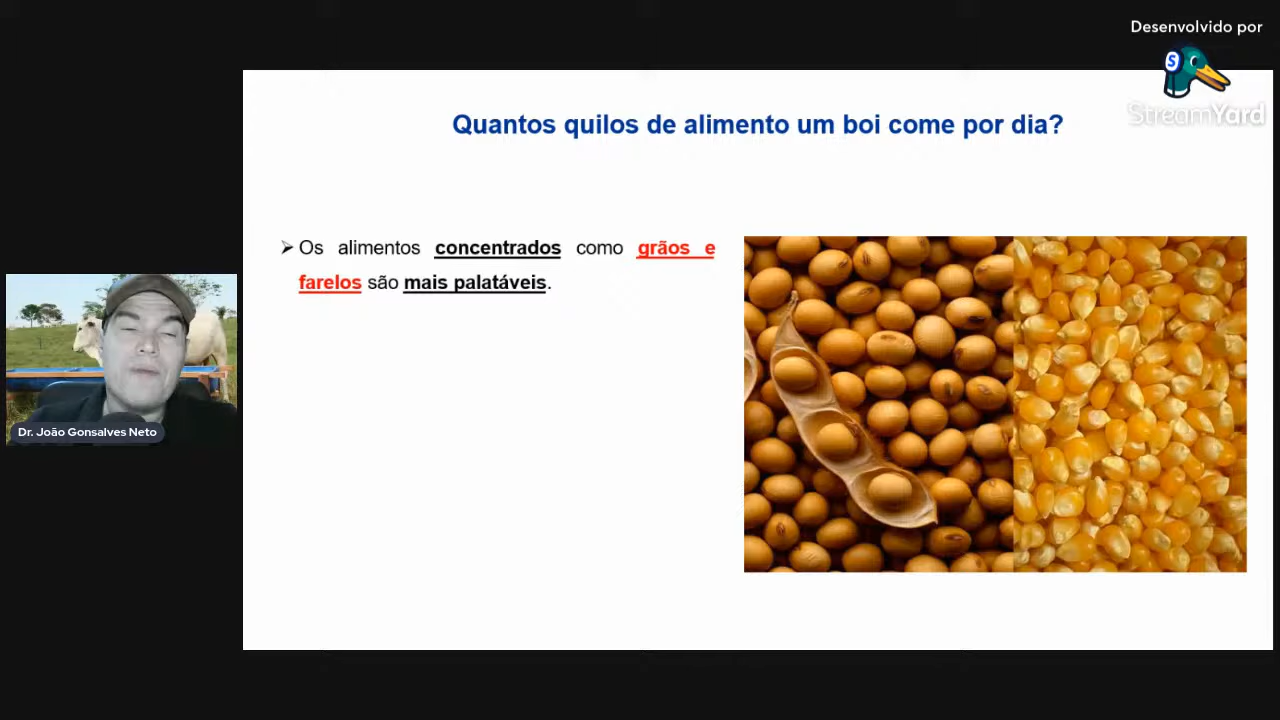 Desenvolvido por
StreamYard
Quantos quilos de alimento um boi come por dia?
➢ Os alimentos concentrados como grãos e
farelos são mais palatáveis.
Dr. João Gonsalves Neto